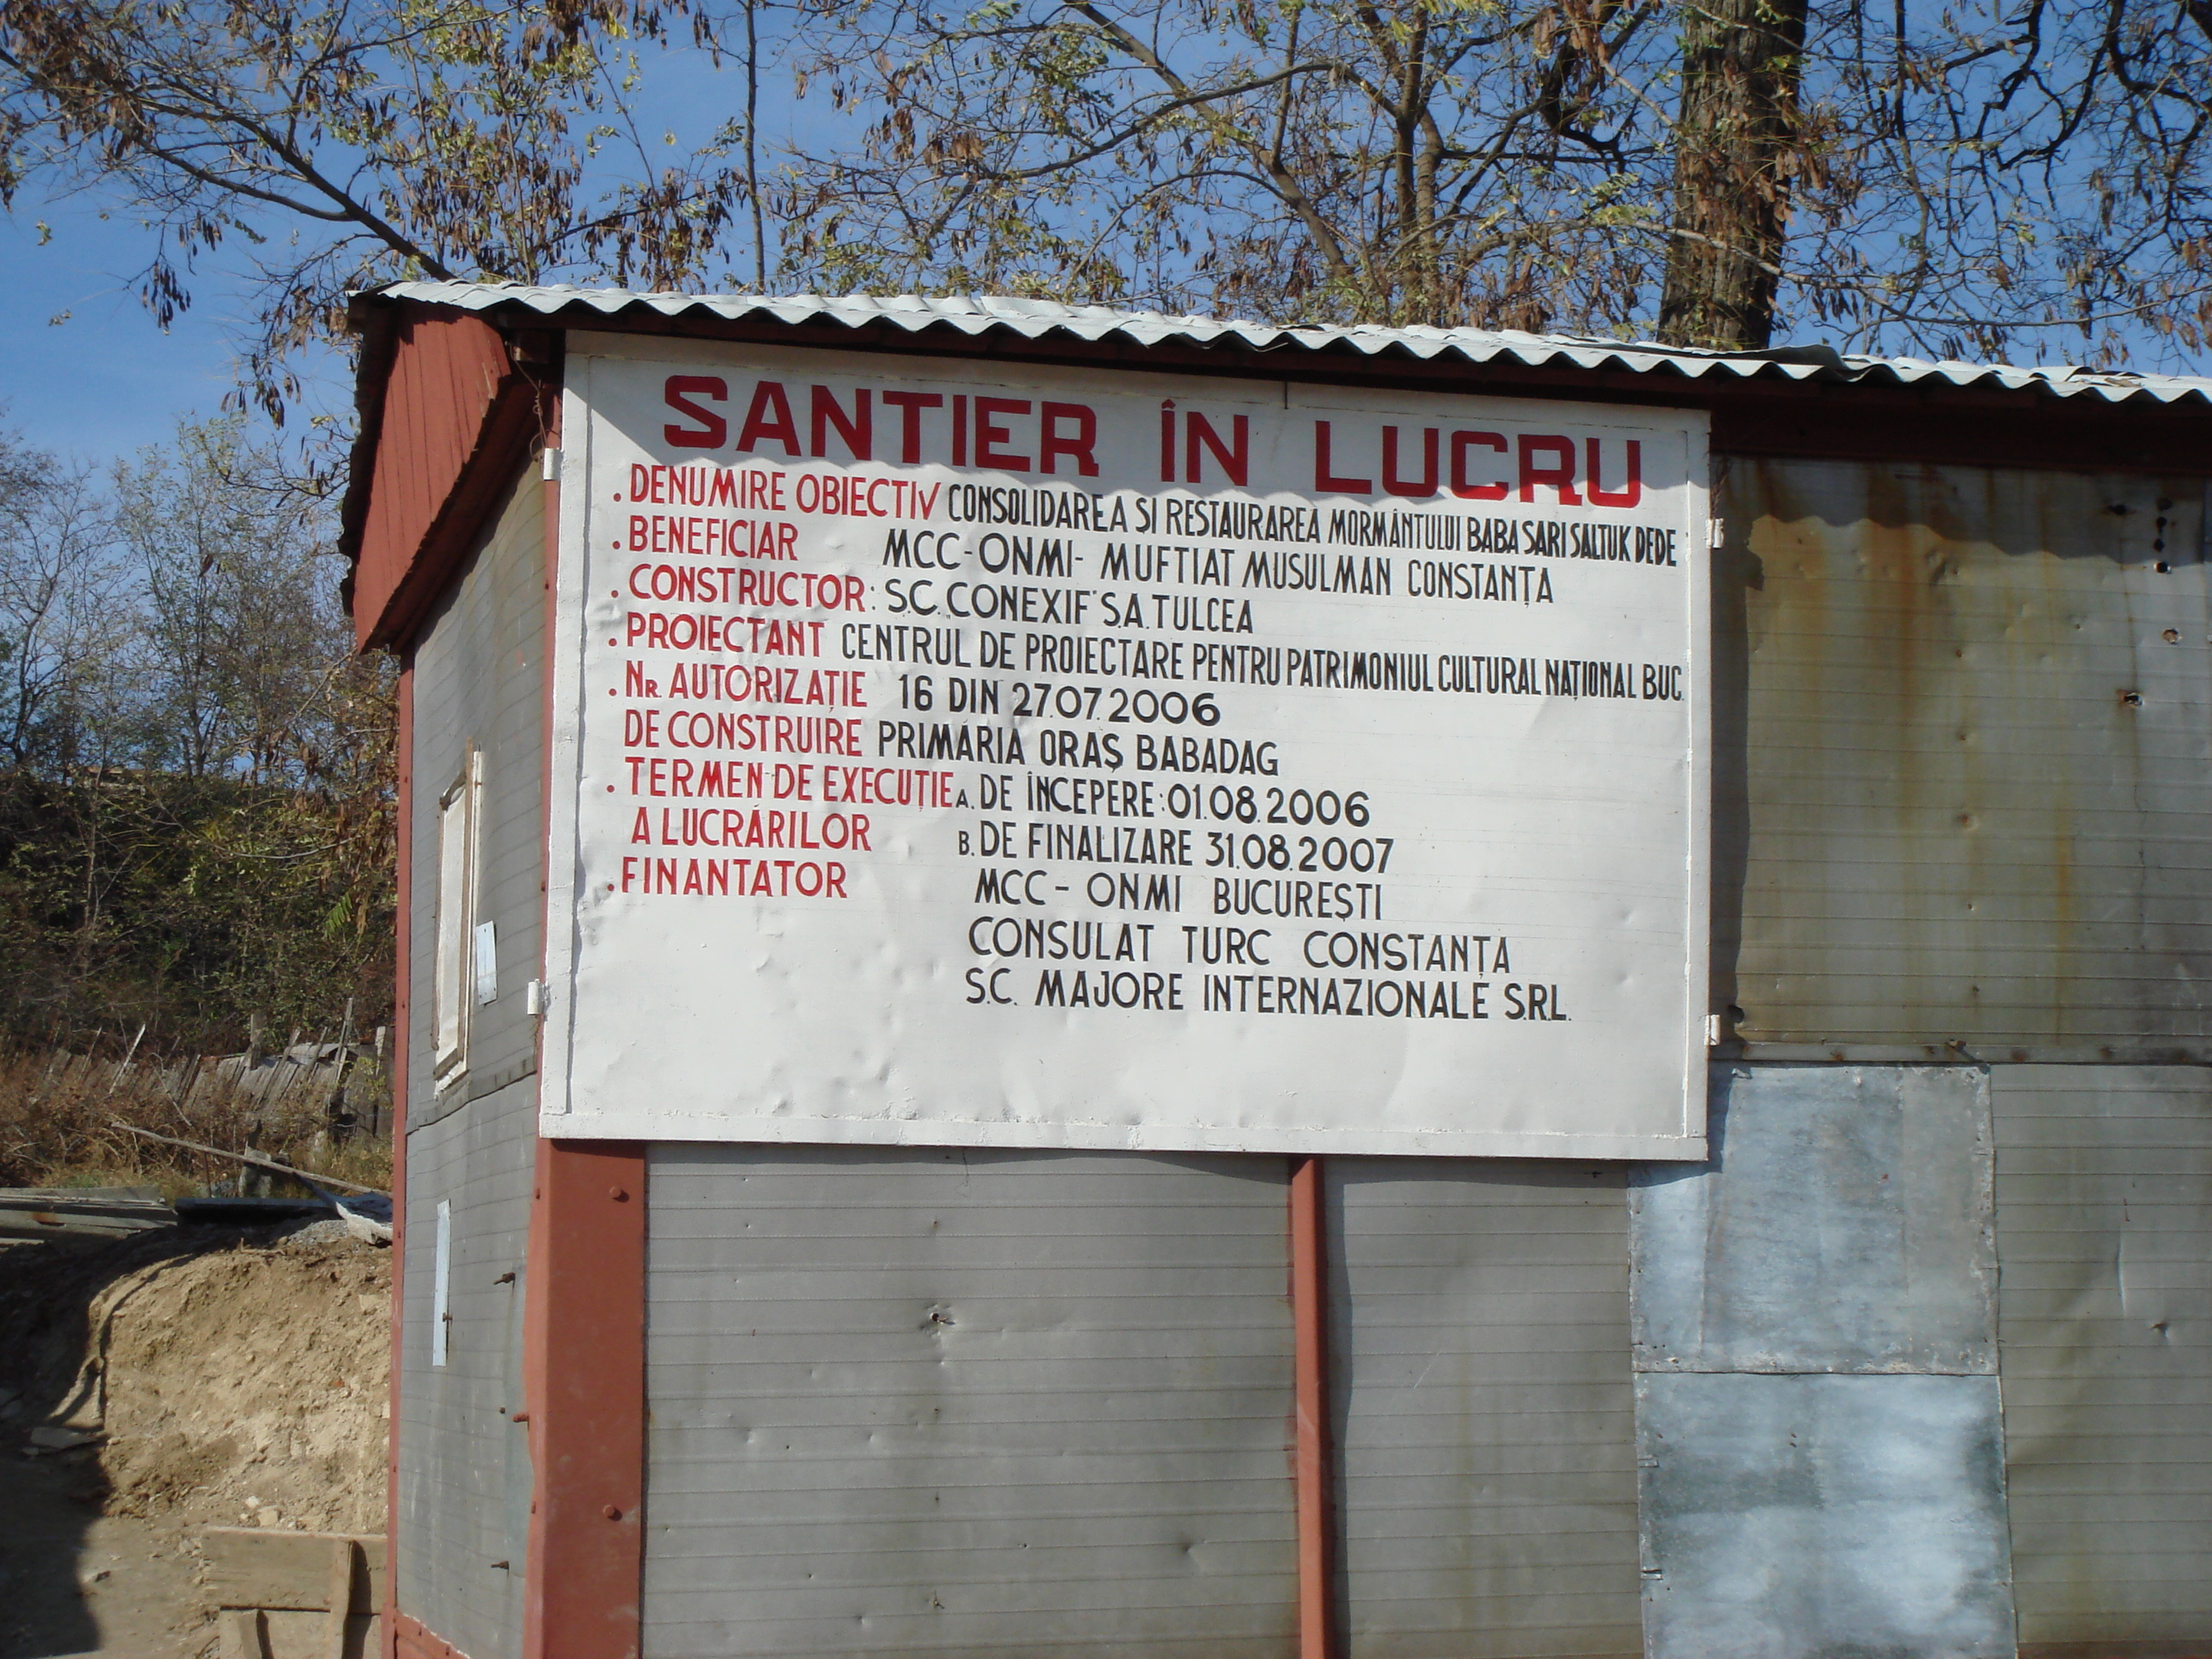 SANTIER ÎN LUCRU
. DENUMIRE OBIECTIV CONSOLIDAREA ȘI RESTAURAREA MORMÂNTULUI BABA SARI SALTUK DEDE
. BENEFICIAR MCC-ONMI- MUFTIAT MUSULMAN CONSTANȚA
. CONSTRUCTOR: S.C. „CONEXIF" S.A. TULCEA
. PROIECTANT CENTRUL DE PROIECTARE PENTRU PATRIMONIUL CULTURAL NAȚIONAL BUC.
. NR. AUTORIZAȚIE 16 DIN 27.07.2006
DE CONSTRUIRE PRIMĂRIA ORAȘ BABADAG
. TERMEN DE EXECUȚIE A. DE ÎNCEPERE: 01.08.2006
A LUCRĂRILOR B. DE FINALIZARE 31.08.2007
. FINANTATOR MCC- ONMI BUCUREȘTI
CONSULAT TURC CONSTANȚA
S.C. MAJORE INTERNAZIONALE S.R.L.